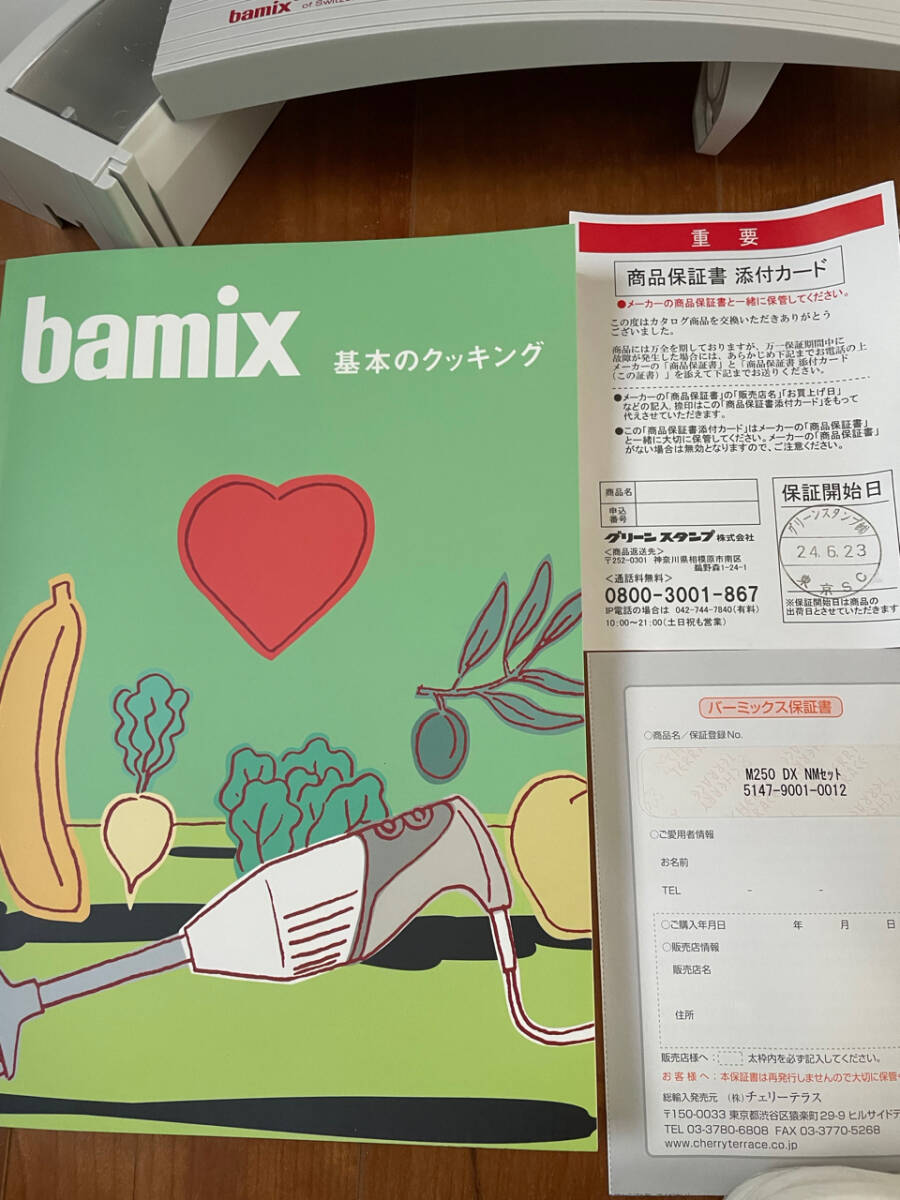 bamix
of Switz
bamix
基本のクッキング
重要
商品保証書 添付カード
●メーカーの商品保証書と一緒に保管してください。
この度はカタログ商品を交換いただきありがとう
ございました。
商品には万全を期しておりますが、万一保証期間中に
故障が発生した場合には、あらかじめ下記までお電話の上
メーカーの「商品保証書」と「商品保証書 添付カード
(この証書)」を添えて下記までお送りください。
●メーカーの「商品保証書」の「販売店名」「お買上げ日」
などの記入、捺印はこの「商品保証書添付カード」をもって
代えさせていただきます。
●この「商品保証書添付カード」はメーカーの「商品保証書」
と一緒に大切に保管してください。メーカーの「商品保証書」
がない場合は無効となりますので、ご注意ください。
商品名
申込
番号
グリーンスタンプ株式会社
<商品返送先>
〒252-0301 神奈川県相模原市南区
鵜野森1-24-1
<通話料無料>
0800-3001-867
IP電話の場合は 042-744-7840(有料)
10:00〜21:00(土日祝も営業)
保証開始日
グリーンスタンプ㈱
24.6.23
東京SC
※保証開始日は商品の
出荷日とさせていただきます
バーミックス保証書
○商品名/保証登録No.
M250 DX NMセット
5147-9001-0012
○ご愛用者情報
お名前
TEL - -
○ご購入年月日 年 月 日
○販売店情報
販売店名
住所
販売店様へ: 太枠内を必ず記入してください。
お客様へ:本保証書は再発行しませんので大切に保管
総輸入発売元 (株)チェリーテラス
〒150-0033 東京都渋谷区猿楽町29-9 ヒルサイドテ
TEL 03-3780-6808 FAX 03-3770-5268
www.cherryterrace.co.jp